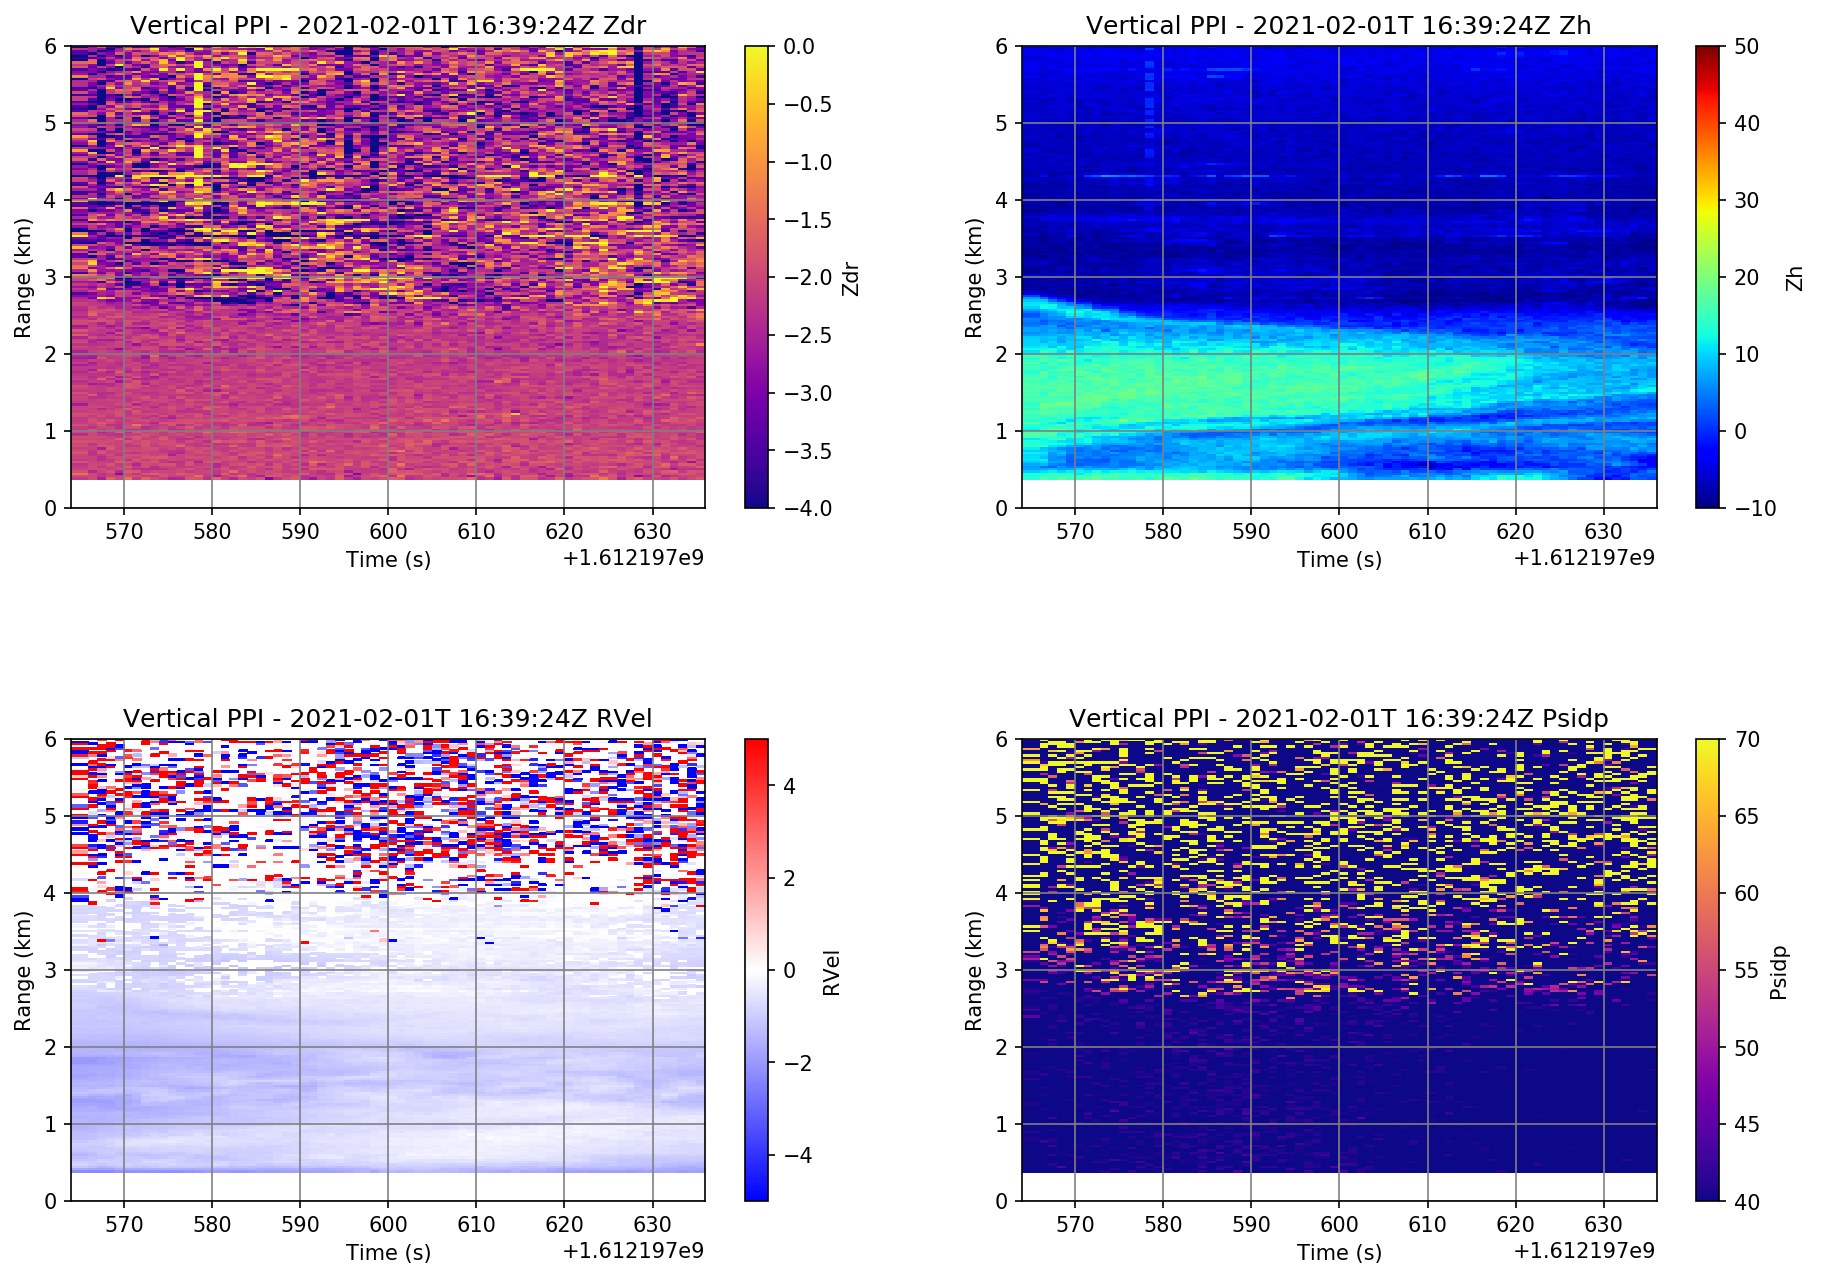 Vertical PPI - 2021-02-01T 16:39:24Z Zdr
6
5
4
3
2
1
0
Range (km)
570 580 590 600 610 620 630
Time (s)
+1.612197e9
0.0
−0.5
−1.0
−1.5
−2.0
−2.5
−3.0
−3.5
−4.0
Zdr
Vertical PPI - 2021-02-01T 16:39:24Z Zh
6
5
4
3
2
1
0
Range (km)
570 580 590 600 610 620 630
Time (s)
+1.612197e9
50
40
30
20
10
0
−10
Zh
Vertical PPI - 2021-02-01T 16:39:24Z RVel
6
5
4
3
2
1
0
Range (km)
570 580 590 600 610 620 630
Time (s)
+1.612197e9
4
2
0
−2
−4
RVel
Vertical PPI - 2021-02-01T 16:39:24Z Psidp
6
5
4
3
2
1
0
Range (km)
570 580 590 600 610 620 630
Time (s)
+1.612197e9
70
65
60
55
50
45
40
Psidp